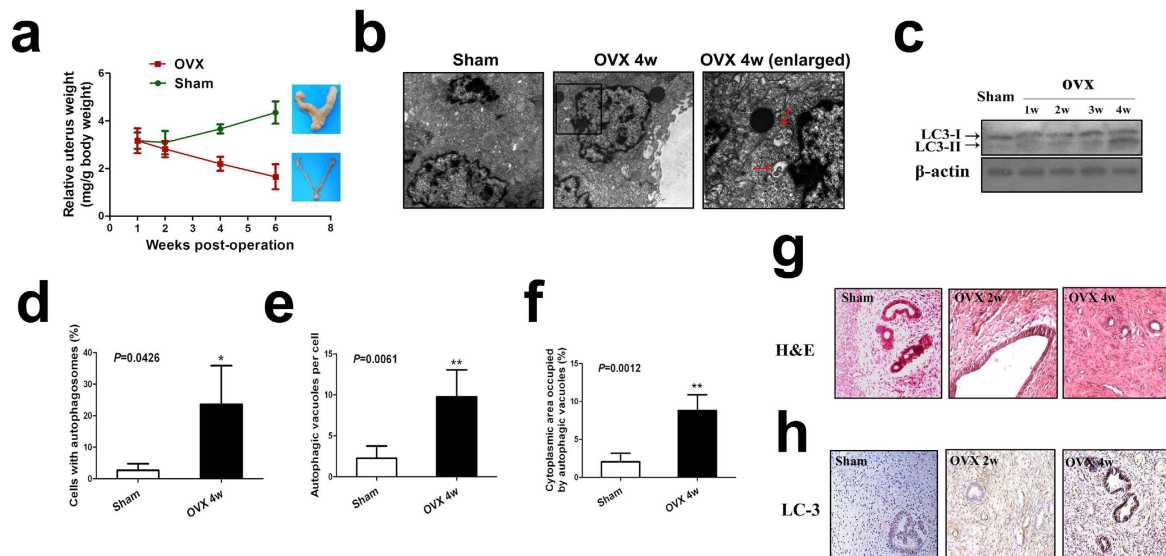 a
OVX
Sham
Relative uterus weight
(mg/g body weight)
6
4
2
0
0
1
2
4
6
8
Weeks post-operation
b
Sham
OVX 4w
OVX 4w (enlarged)
c
OVX
Sham
1w
2w
3w
4w
LC3-I
LC3-II
β-actin
d
Cells with autophagosomes (%)
40
30
20
10
0
P=0.0426
*
Sham
OVX 4w
e
Autophagic vacuoles per cell
15
10
5
0
P=0.0061
**
Sham
OVX 4w
f
Cytoplasmic area occupied
by autophagic vacuoles (%)
15
10
5
0
P=0.0012
**
Sham
OVX 4w
g
H&E
Sham
OVX 2w
OVX 4w
h
LC-3
Sham
OVX 2w
OVX 4w